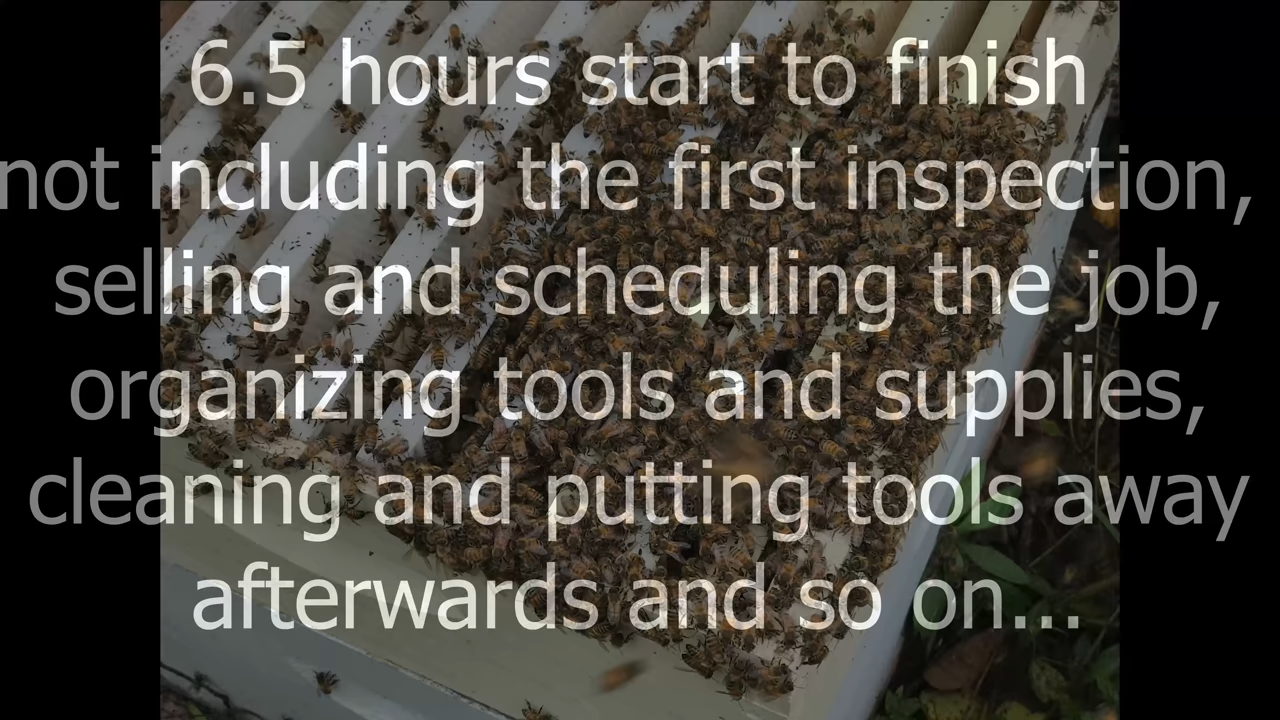 6.5 hours start to finish
not including the first inspection,
selling and scheduling the job,
organizing tools and supplies,
cleaning and putting tools away
afterwards and so on...